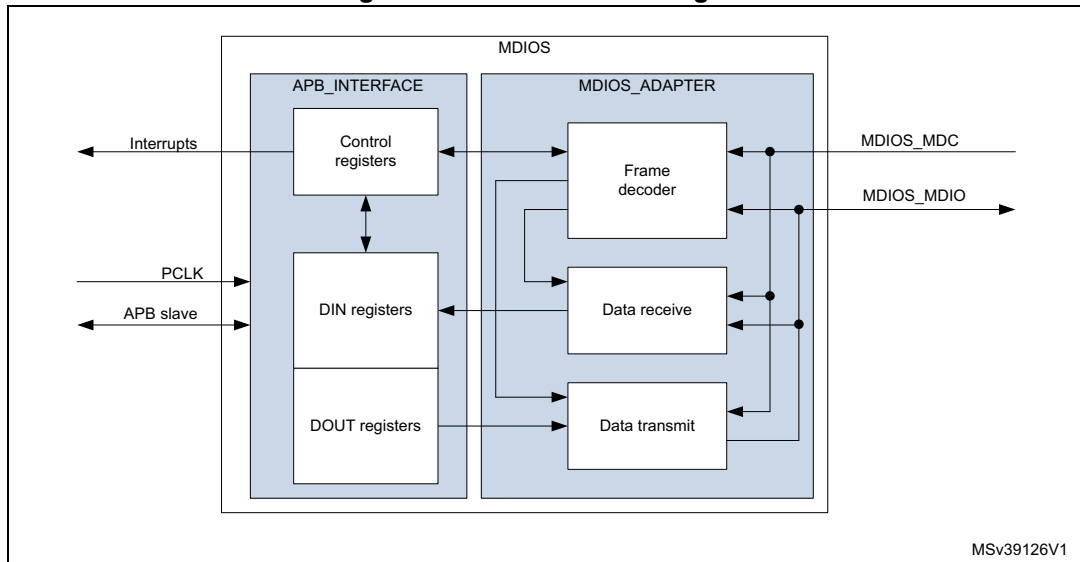 MDIOS
APB_INTERFACE
MDIOS_ADAPTER
Interrupts
Control
registers
Frame
decoder
MDIOS_MDC
MDIOS_MDIO
PCLK
APB slave
DIN registers
Data receive
DOUT registers
Data transmit
MSv39126V1